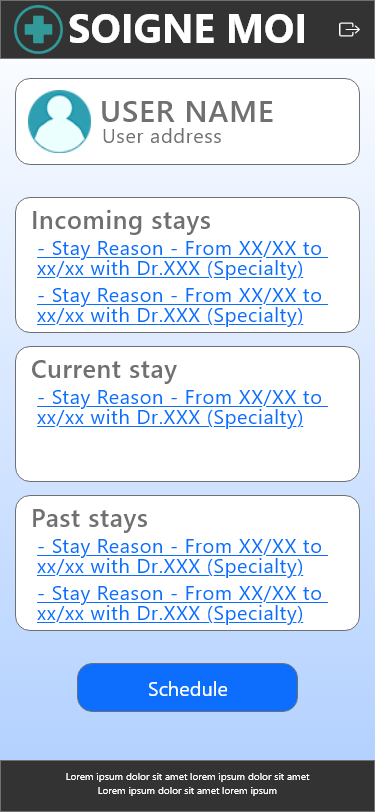 SOIGNE MOI
USER NAME
User address
Incoming stays
- Stay Reason - From XX/XX to
xx/xx with Dr.XXX (Specialty)
- Stay Reason - From XX/XX to
xx/xx with Dr.XXX (Specialty)
Current stay
- Stay Reason - From XX/XX to
xx/xx with Dr.XXX (Specialty)
Past stays
- Stay Reason - From XX/XX to
xx/xx with Dr.XXX (Specialty)
- Stay Reason - From XX/XX to
xx/xx with Dr.XXX (Specialty)
Schedule
Lorem ipsum dolor sit amet lorem ipsum dolor sit amet
Lorem ipsum dolor sit amet lorem ipsum